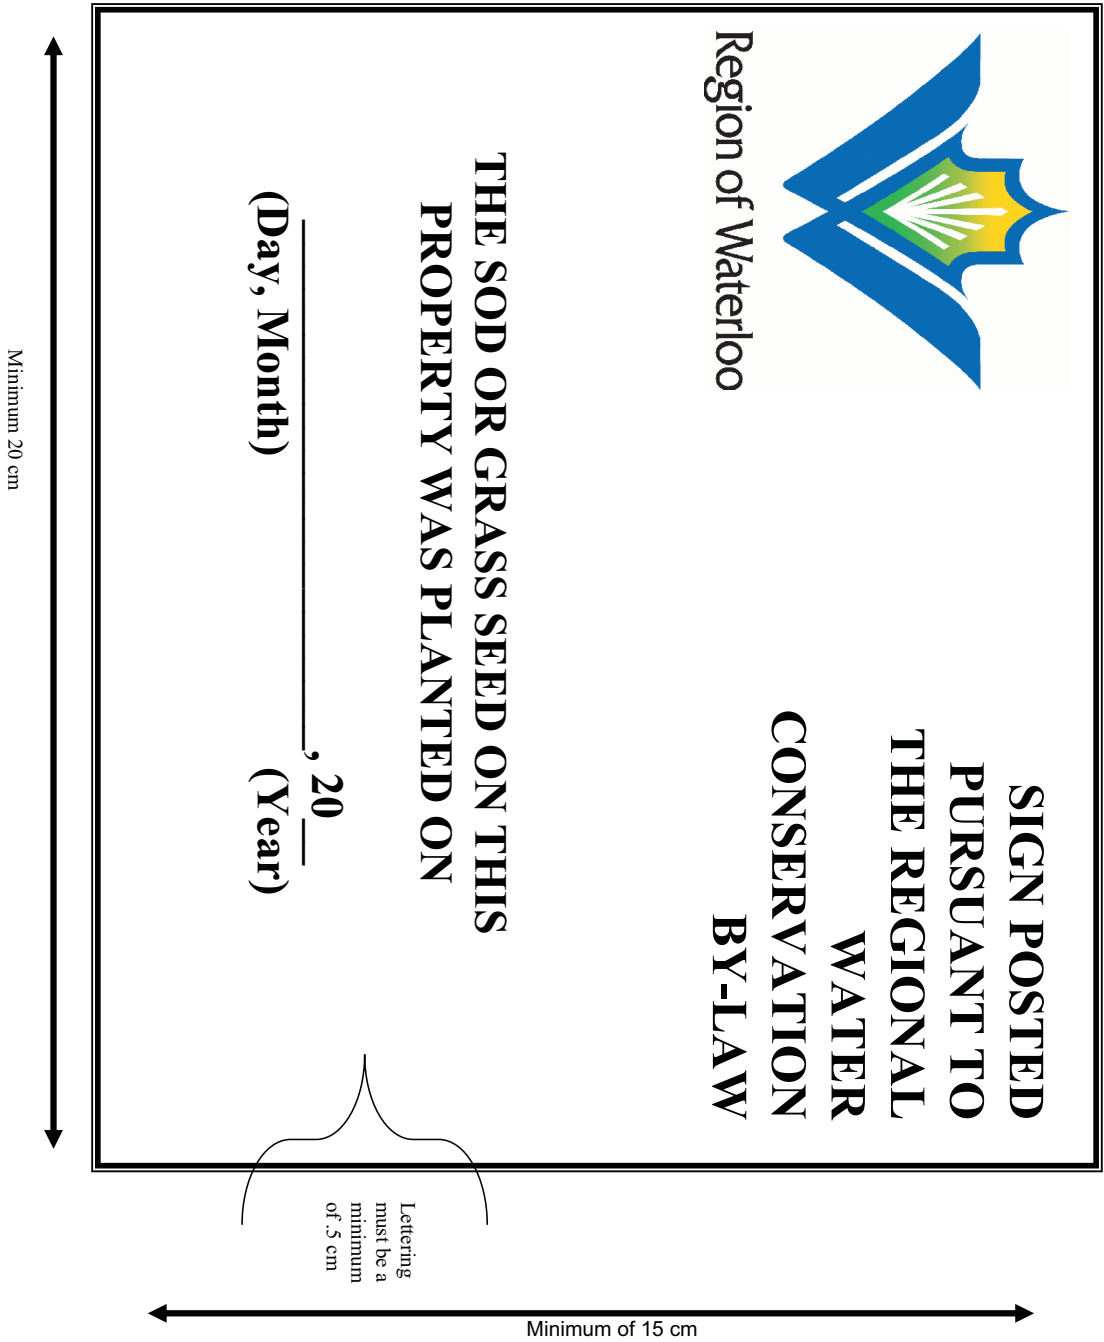 Region of Waterloo
SIGN POSTED
PURSUANT TO
THE REGIONAL
WATER
CONSERVATION
BY-LAW
THE SOD OR GRASS SEED ON THIS
PROPERTY WAS PLANTED ON
, 20
(Day, Month) (Year)
Lettering
must be a
minimum
of .5 cm
Minimum 20 cm
Minimum of 15 cm